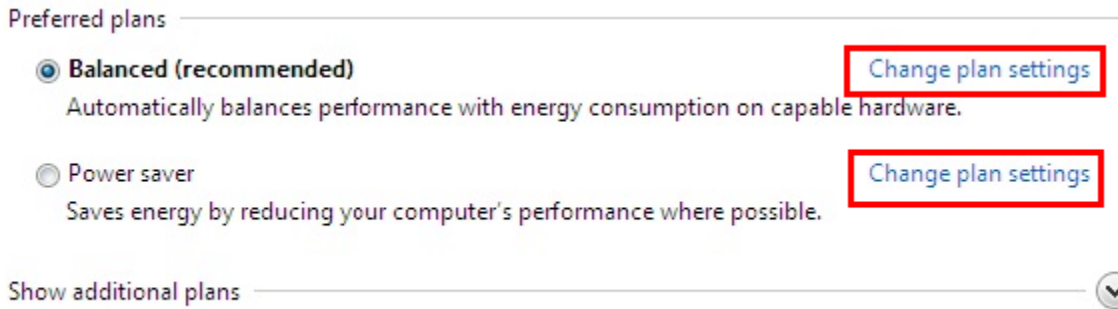 Preferred plans
Balanced (recommended) Change plan settings
Automatically balances performance with energy consumption on capable hardware.
Power saver Change plan settings
Saves energy by reducing your computer's performance where possible.
Show additional plans